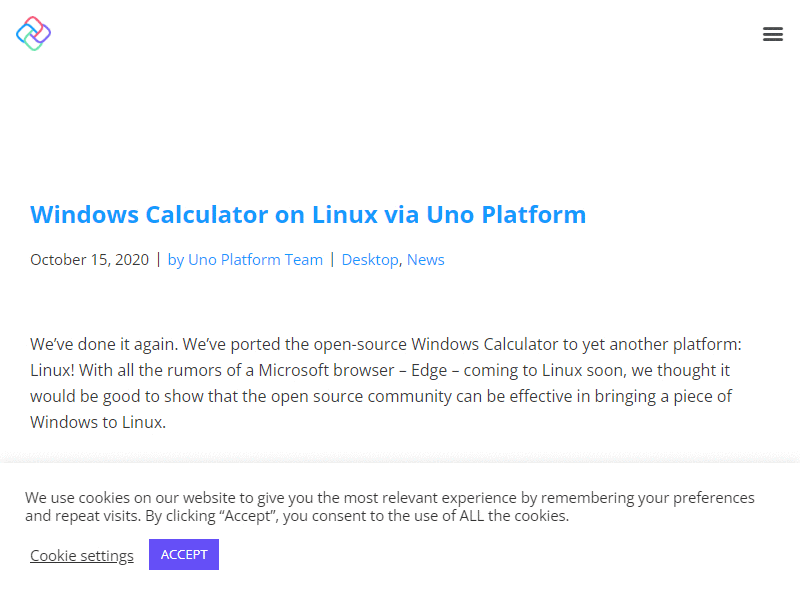 Windows Calculator on Linux via Uno Platform
October 15, 2020 | by Uno Platform Team | Desktop, News
We’ve done it again. We’ve ported the open-source Windows Calculator to yet another platform:
Linux! With all the rumors of a Microsoft browser – Edge – coming to Linux soon, we thought it
would be good to show that the open source community can be effective in bringing a piece of
Windows to Linux.
We use cookies on our website to give you the most relevant experience by remembering your preferences
and repeat visits. By clicking “Accept”, you consent to the use of ALL the cookies.
Cookie settings ACCEPT